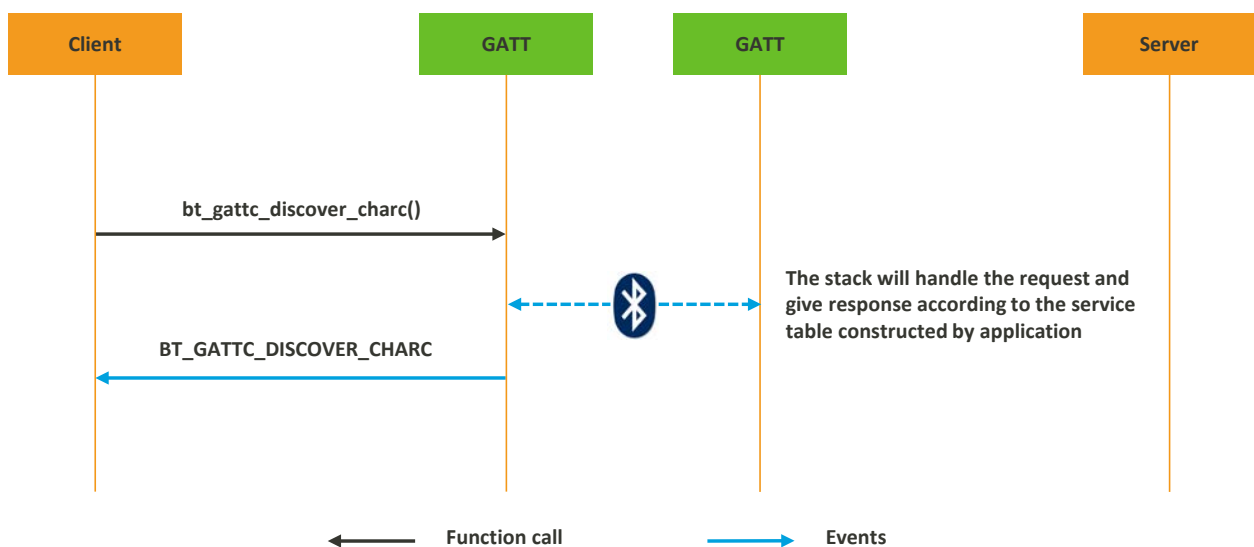 Client
GATT
GATT
Server
bt_gattc_discover_charc()
The stack will handle the request and
give response according to the service
table constructed by application
BT_GATTC_DISCOVER_CHARC
Function call
Events